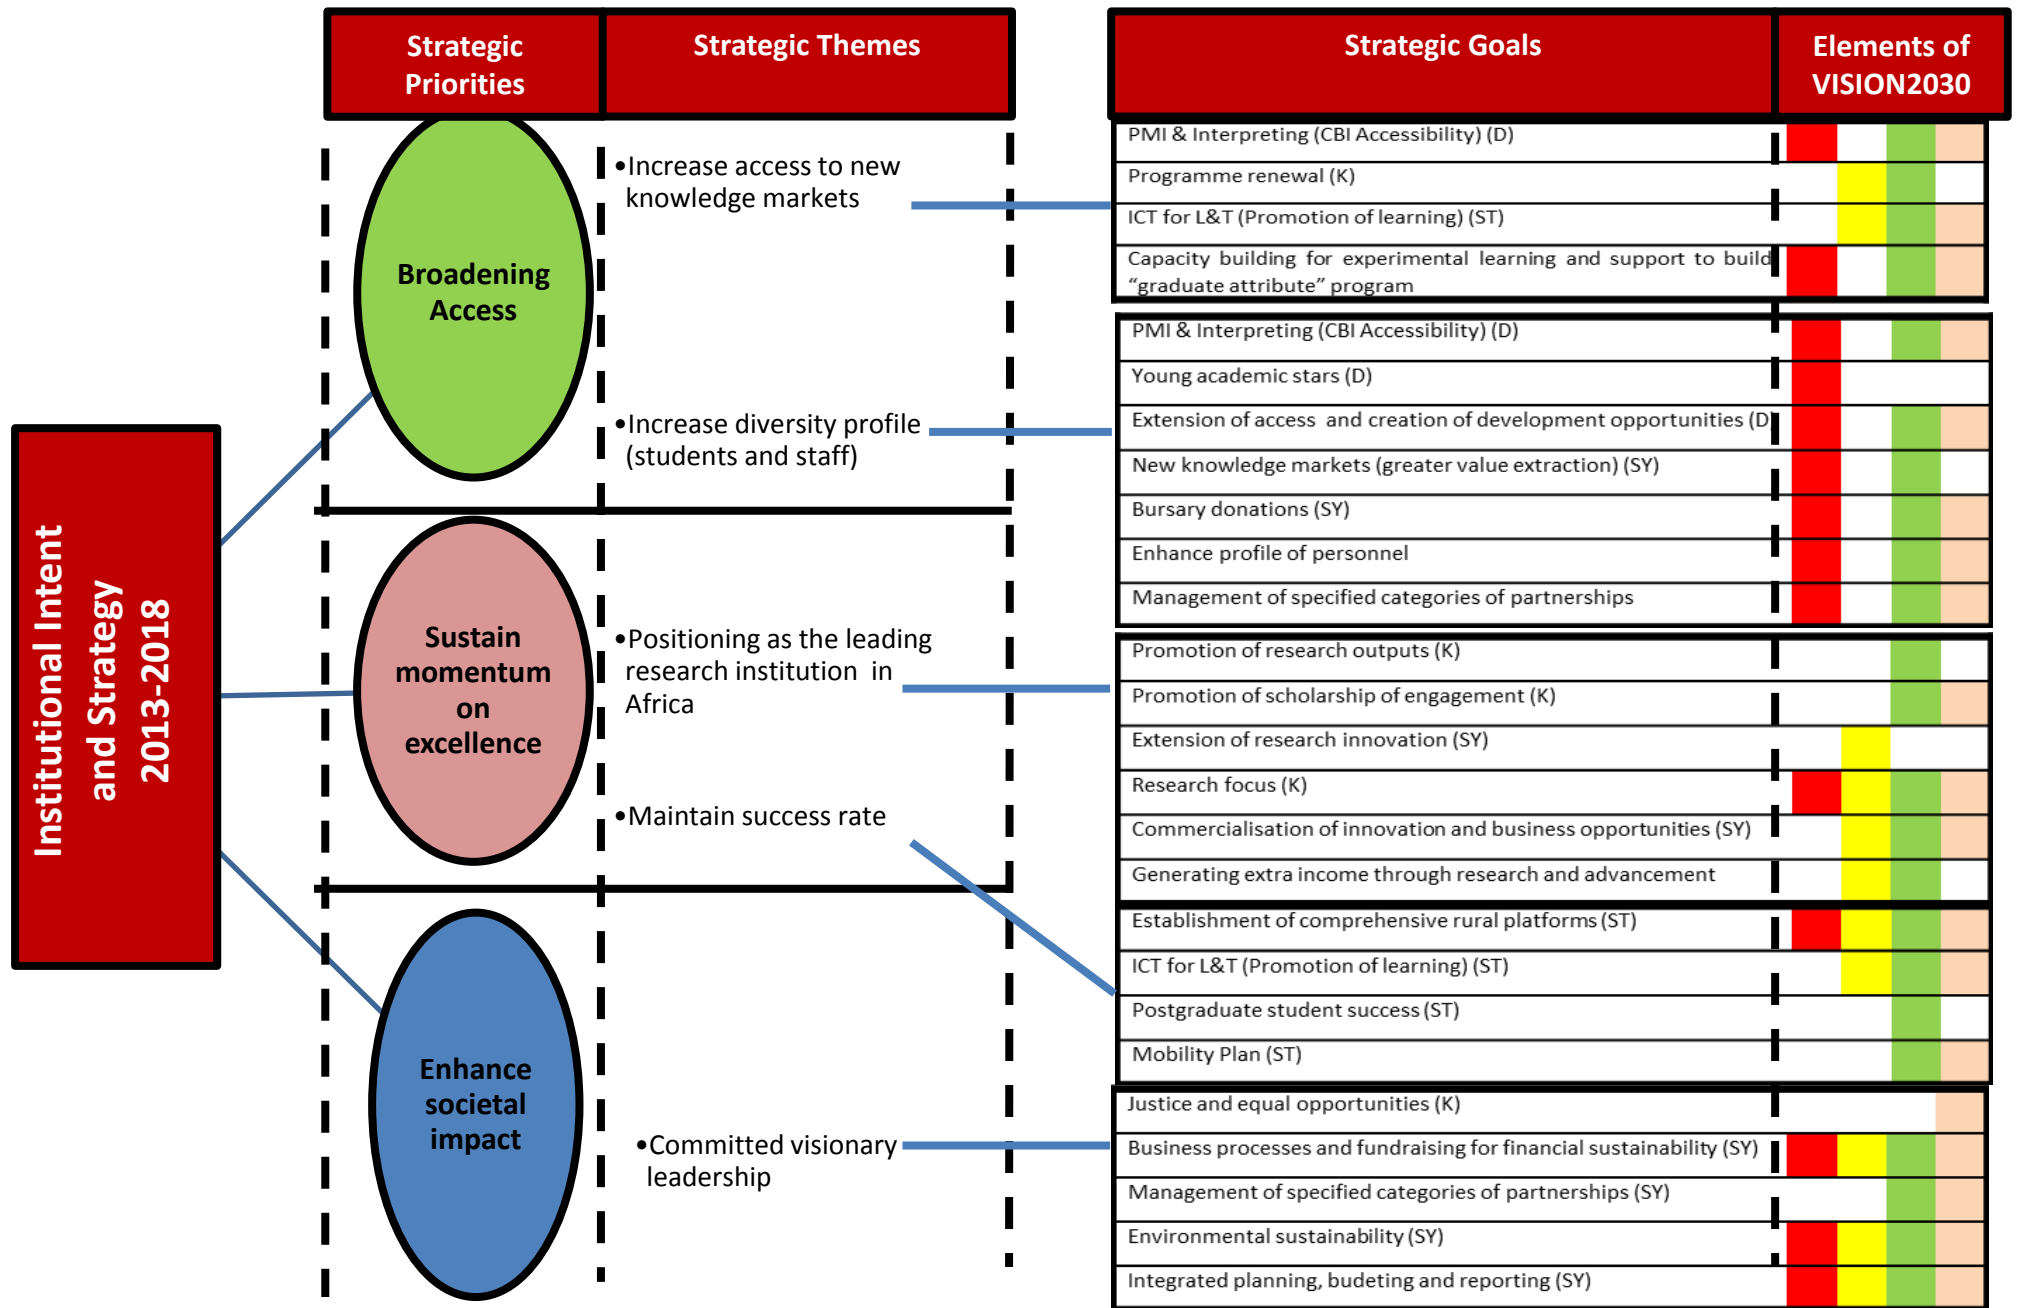 Strategic
Priorities
Strategic Themes
Strategic Goals
Elements of
VISION2030
Institutional Intent
and Strategy
2013-2018
Broadening
Access
•Increase access to new
knowledge markets
•Increase diversity profile
(students and staff)
Sustain
momentum
on
excellence
•Positioning as the leading
research institution in
Africa
•Maintain success rate
Enhance
societal
impact
•Committed visionary
leadership
PMI & Interpreting (CBI Accessibility) (D)
Programme renewal (K)
ICT for L&T (Promotion of learning) (ST)
Capacity building for experimental learning and support to build
“graduate attribute” program
PMI & Interpreting (CBI Accessibility) (D)
Young academic stars (D)
Extension of access and creation of development opportunities (D)
New knowledge markets (greater value extraction) (SY)
Bursary donations (SY)
Enhance profile of personnel
Management of specified categories of partnerships
Promotion of research outputs (K)
Promotion of scholarship of engagement (K)
Extension of research innovation (SY)
Research focus (K)
Commercialisation of innovation and business opportunities (SY)
Generating extra income through research and advancement
Establishment of comprehensive rural platforms (ST)
ICT for L&T (Promotion of learning) (ST)
Postgraduate student success (ST)
Mobility Plan (ST)
Justice and equal opportunities (K)
Business processes and fundraising for financial sustainability (SY)
Management of specified categories of partnerships (SY)
Environmental sustainability (SY)
Integrated planning, budeting and reporting (SY)